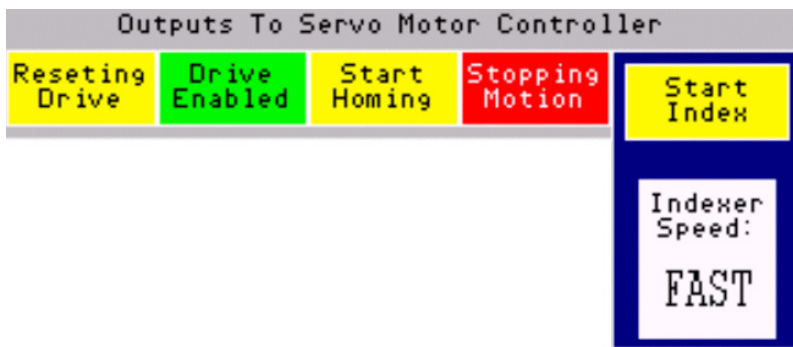 Outputs To Servo Motor Controller
Reseting
Drive
Drive
Enabled
Start
Homing
Stopping
Motion
Start
Index
Indexer
Speed:
FAST